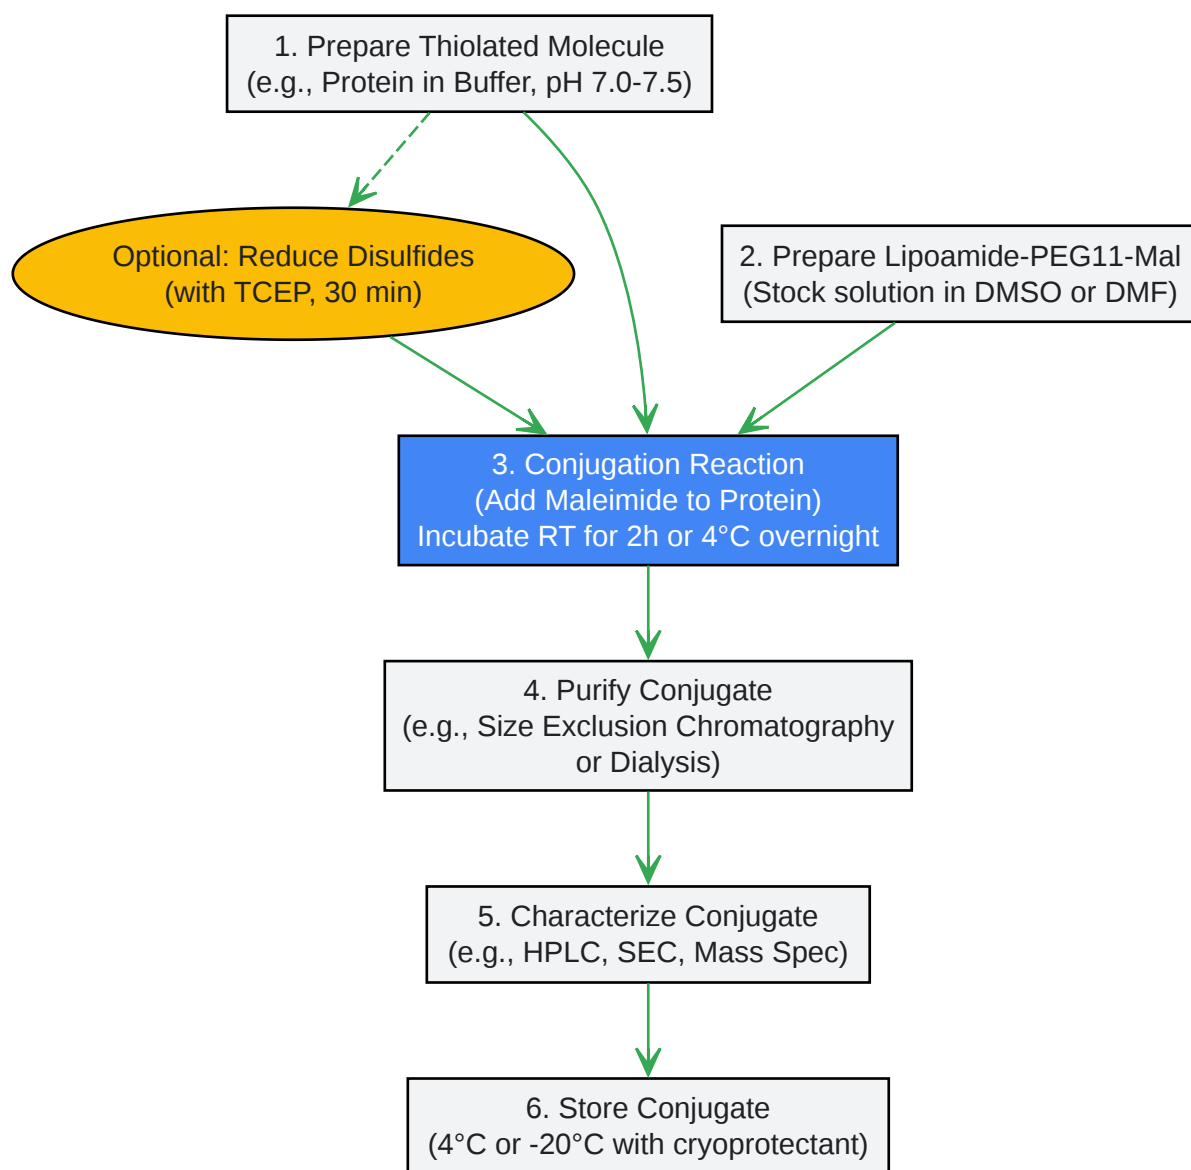 1. Prepare Thiolated Molecule
(e.g., Protein in Buffer, pH 7.0-7.5)
Optional: Reduce Disulfides
(with TCEP, 30 min)
2. Prepare Lipoamide-PEG11-Mal
(Stock solution in DMSO or DMF)
3. Conjugation Reaction
(Add Maleimide to Protein)
Incubate RT for 2h or 4°C overnight
4. Purify Conjugate
(e.g., Size Exclusion Chromatography
or Dialysis)
5. Characterize Conjugate
(e.g., HPLC, SEC, Mass Spec)
6. Store Conjugate
(4°C or -20°C with cryoprotectant)